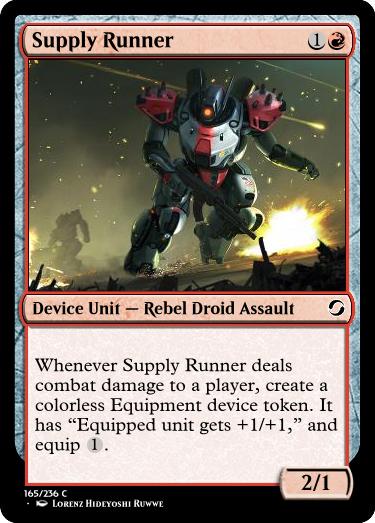 Supply Runner 1
Device Unit — Rebel Droid Assault
Whenever Supply Runner deals
combat damage to a player, create a
colorless Equipment device token. It
has “Equipped unit gets +1/+1,” and
equip 1.
2/1
165/236 C
· Lorenz Hideyoshi Ruwwe